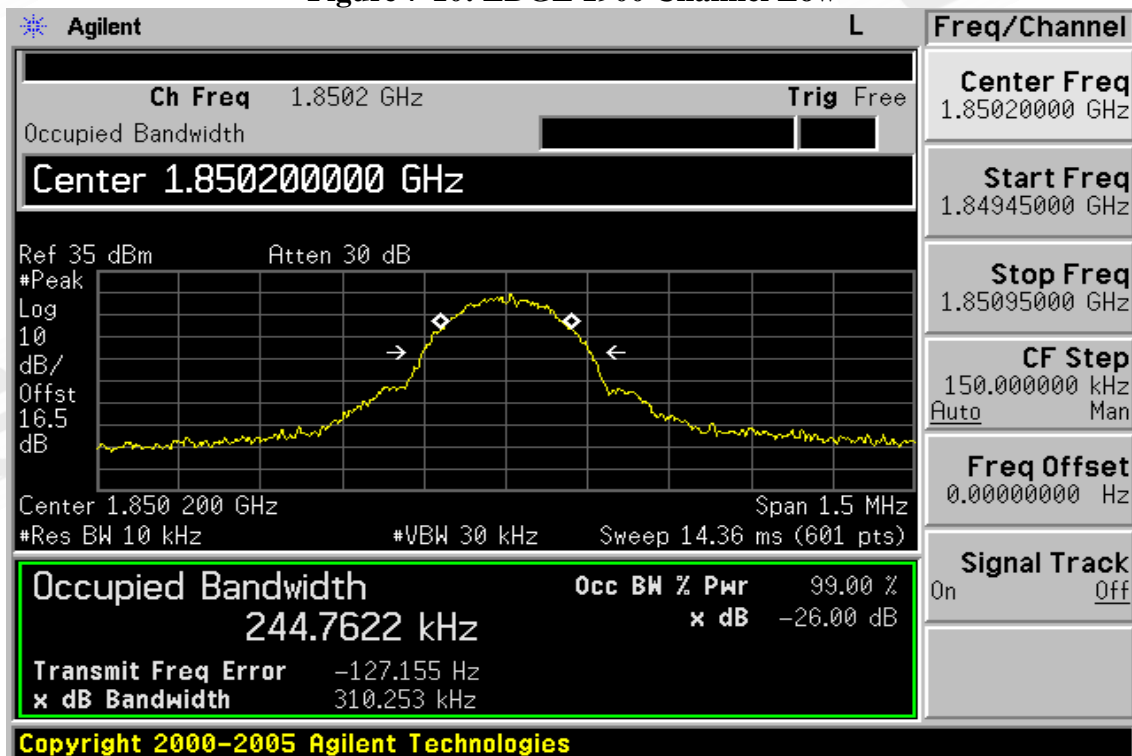 Agilent L
Freq/Channel
Ch Freq 1.8502 GHz Trig Free
Occupied Bandwidth
Center 1.850200000 GHz
Ref 35 dBm Atten 30 dB
#Peak
Log
10
dB/
Offst
16.5
dB
Center 1.850 200 GHz Span 1.5 MHz
#Res BW 10 kHz #VBW 30 kHz Sweep 14.36 ms (601 pts)
Occupied Bandwidth
244.7622 kHz
Occ BW % Pwr 99.00 %
x dB -26.00 dB
Transmit Freq Error -127.155 Hz
x dB Bandwidth 310.253 kHz
Center Freq
1.85020000 GHz
Start Freq
1.84945000 GHz
Stop Freq
1.85095000 GHz
CF Step
150.000000 kHz
Auto Man
Freq Offset
0.00000000 Hz
Signal Track
On Off
Copyright 2000-2005 Agilent Technologies